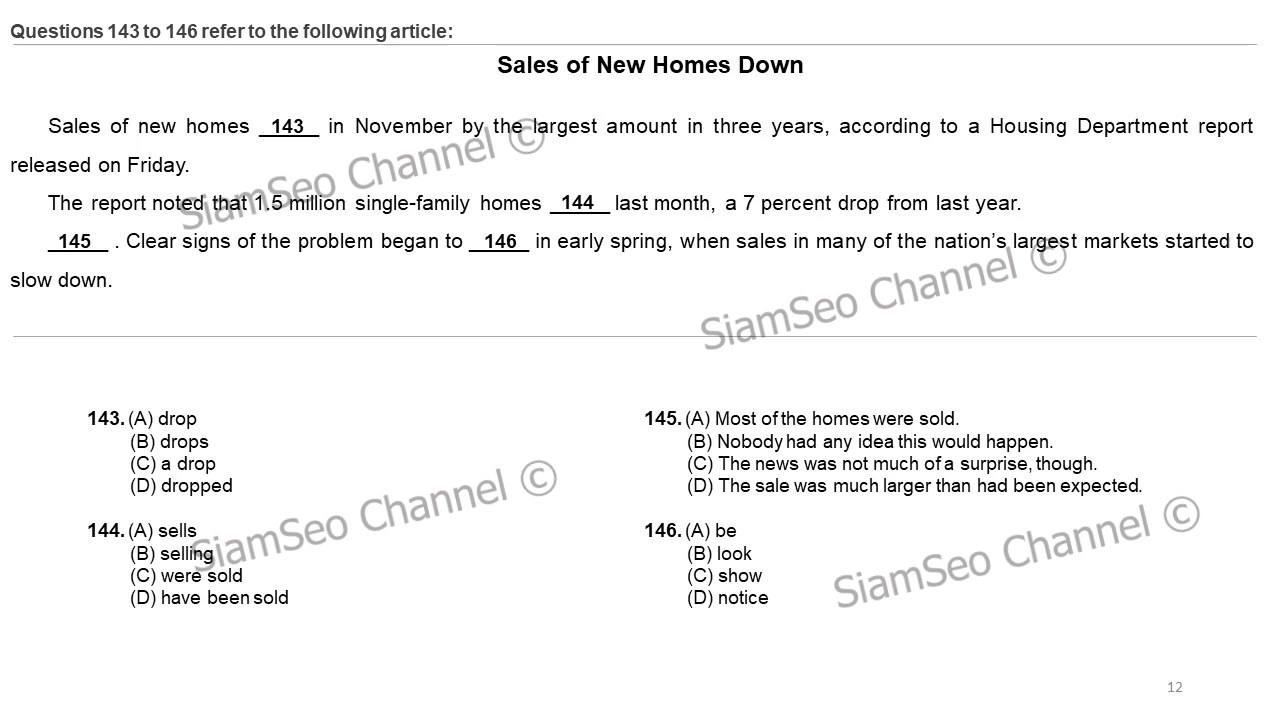 Questions 143 to 146 refer to the following article:
Sales of New Homes Down
Sales of new homes 143 in November by the largest amount in three years, according to a Housing Department report
released on Friday.
The report noted that 1.5 million single-family homes 144 last month, a 7 percent drop from last year.
145 . Clear signs of the problem began to 146 in early spring, when sales in many of the nation's largest markets started to
slow down.
SiamSeo Channel ©
SiamSeo Channel ©
143. (A) drop
(B) drops
(C) a drop
(D) dropped
144. (A) sells
(B) selling
(C) were sold
(D) have been sold
145. (A) Most of the homes were sold.
(B) Nobody had any idea this would happen.
(C) The news was not much of a surprise, though.
(D) The sale was much larger than had been expected.
146. (A) be
(B) look
(C) show
(D) notice
SiamSeo Channel ©
SiamSeo Channel ©
12